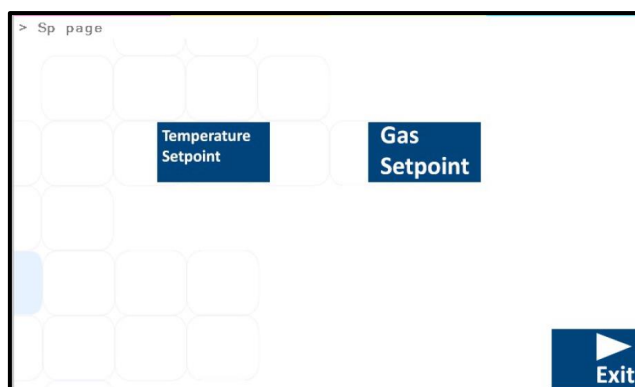 > Sp page
Temperature
Setpoint
Gas
Setpoint
Exit